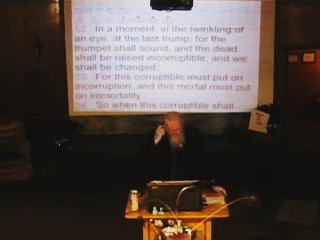 52 In a moment, in the twinkling of
an eye, at the last trump: for the
trumpet shall sound, and the dead
shall be raised incorruptible, and we
shall be changed.
53 For this corruptible must put on
incorruption, and this mortal must put
on immortality.
54 So when this corruptible shall